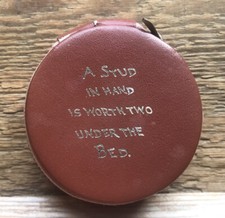 A STUD
IN HAND
IS WORTH TWO
UNDER THE
BED.